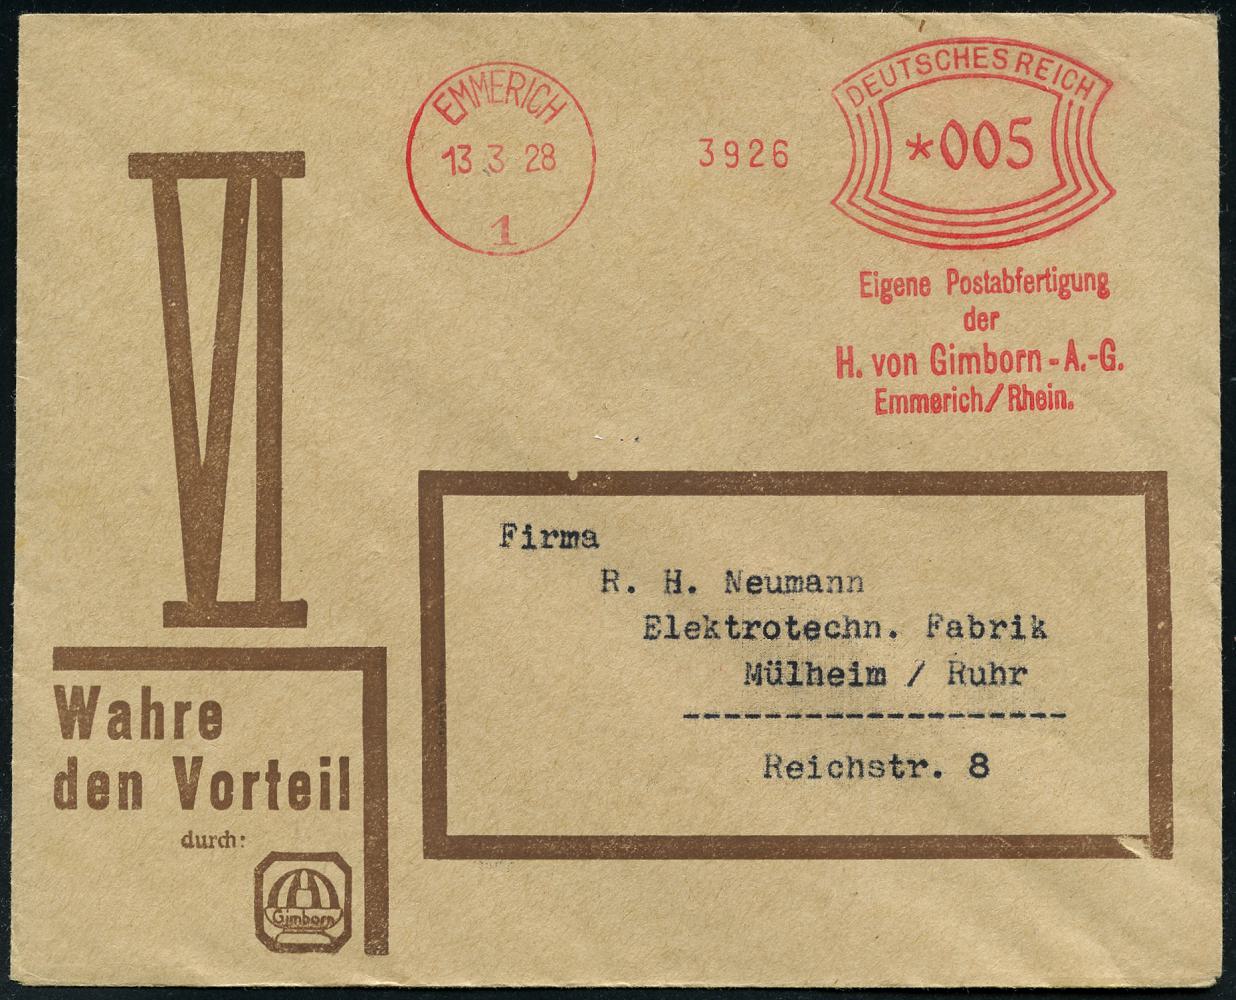 EMMERICH
13.3 28
1
3926
DEUTSCHES REICH
*005
Eigene Postabfertigung
der
H. von Gimborn-A.-G.
Emmerich/Rhein.
VI
Firma
R. H. Neumann
Elektrotechn. Fabrik
Mülheim / Ruhr
-------------------
Reichstr. 8
Wahre
den Vorteil
durch:
Gimborn